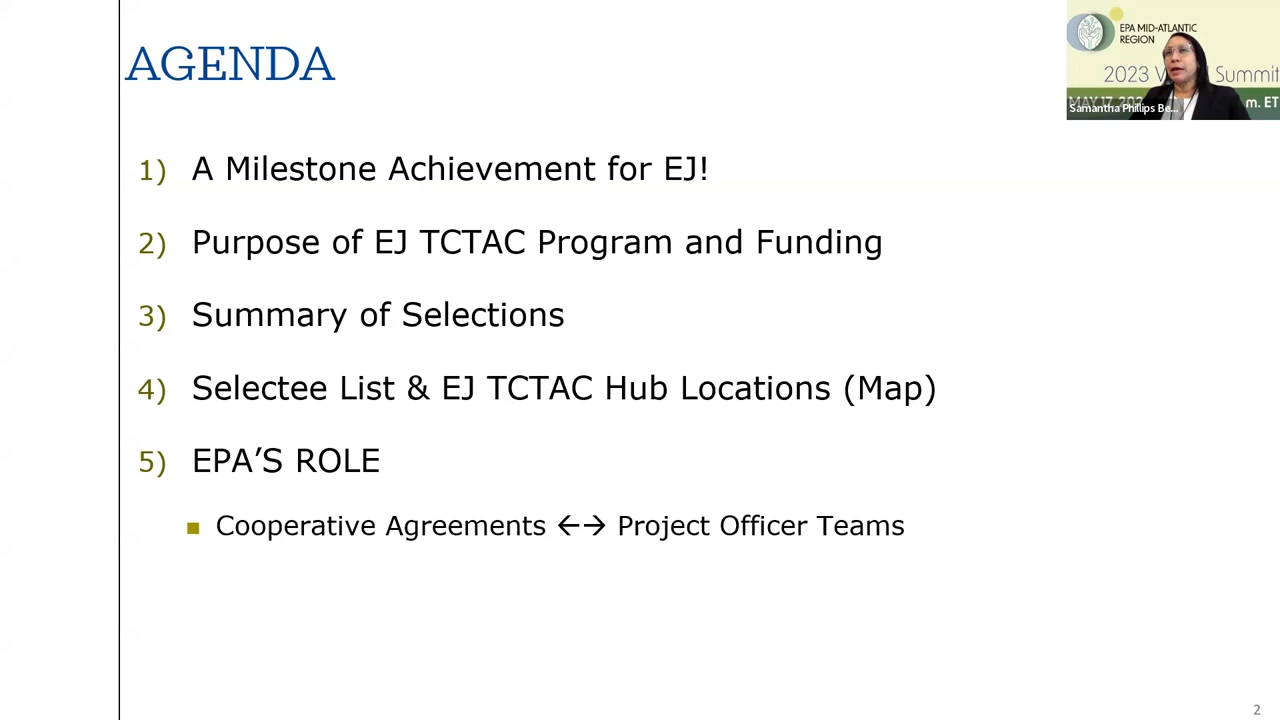 AGENDA
1) A Milestone Achievement for EJ!
2) Purpose of EJ TCTAC Program and Funding
3) Summary of Selections
4) Selectee List & EJ TCTAC Hub Locations (Map)
5) EPA’S ROLE
■ Cooperative Agreements ←→ Project Officer Teams
EPA MID-ATLANTIC
REGION
2023 Summit
MAY 17, m. ET
Samantha Phillips Be...
2